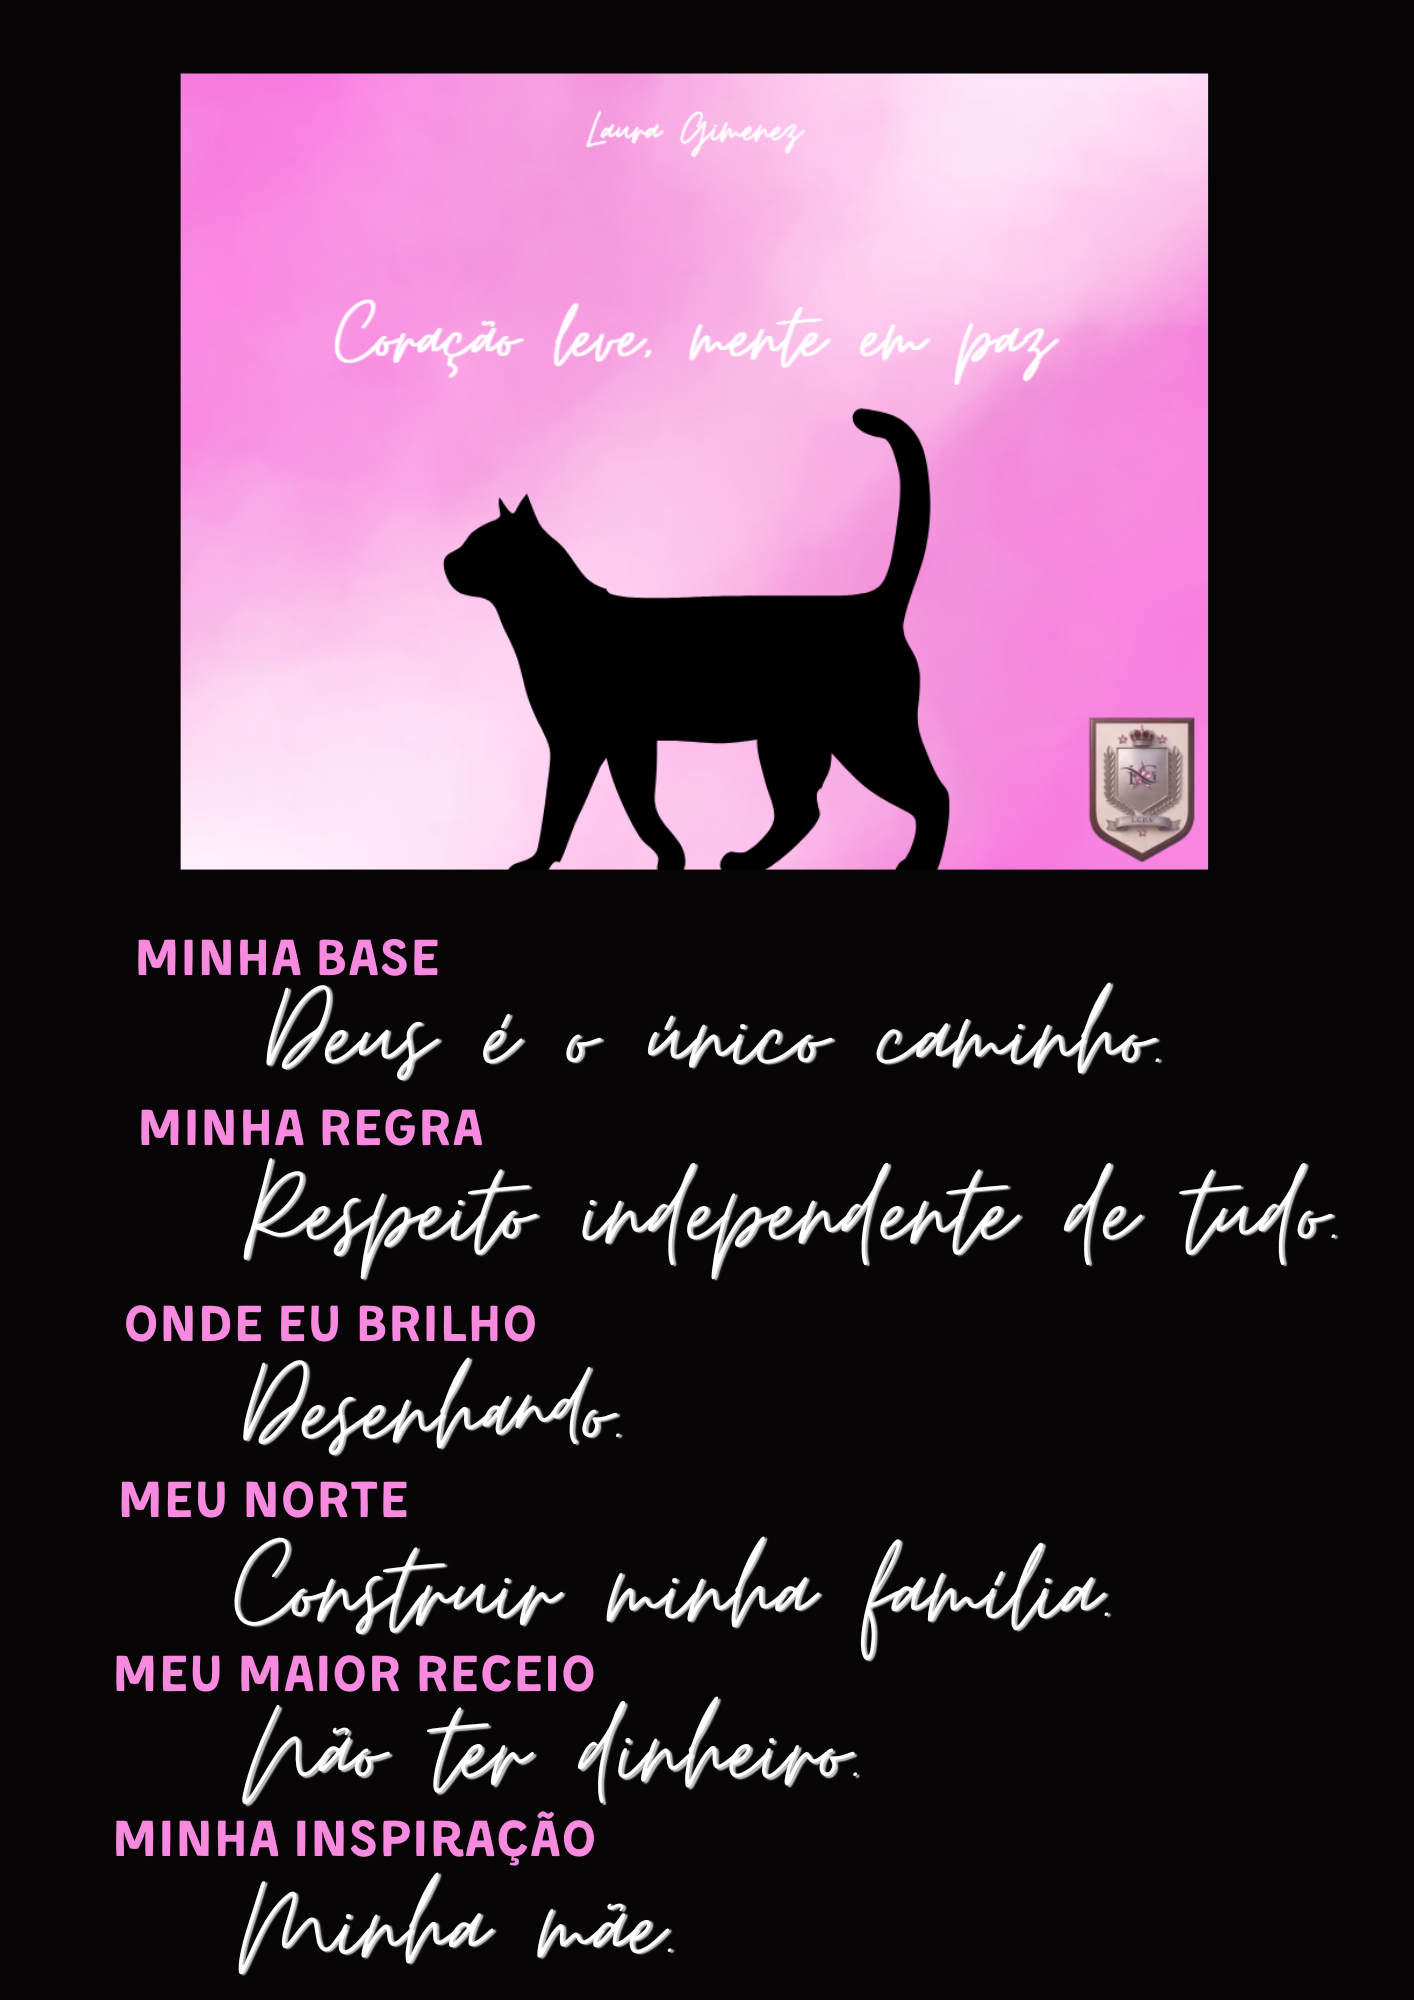 Laura Gimenez
Coração leve, mente em paz
LG
MINHA BASE
Deus é o único caminho.
MINHA REGRA
Respeito independente de tudo.
ONDE EU BRILHO
Desenhando.
MEU NORTE
Construir minha família.
MEU MAIOR RECEIO
Não ter dinheiro.
MINHA INSPIRAÇÃO
Minha mãe.